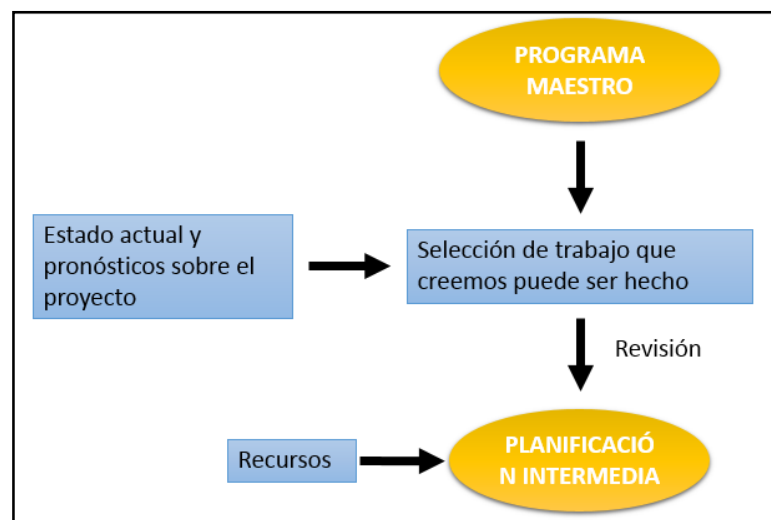 PROGRAMA
MAESTRO
Estado actual y
pronósticos sobre el
proyecto
Selección de trabajo que
creemos puede ser hecho
Revisión
Recursos
PLANIFICACIÓ
N INTERMEDIA